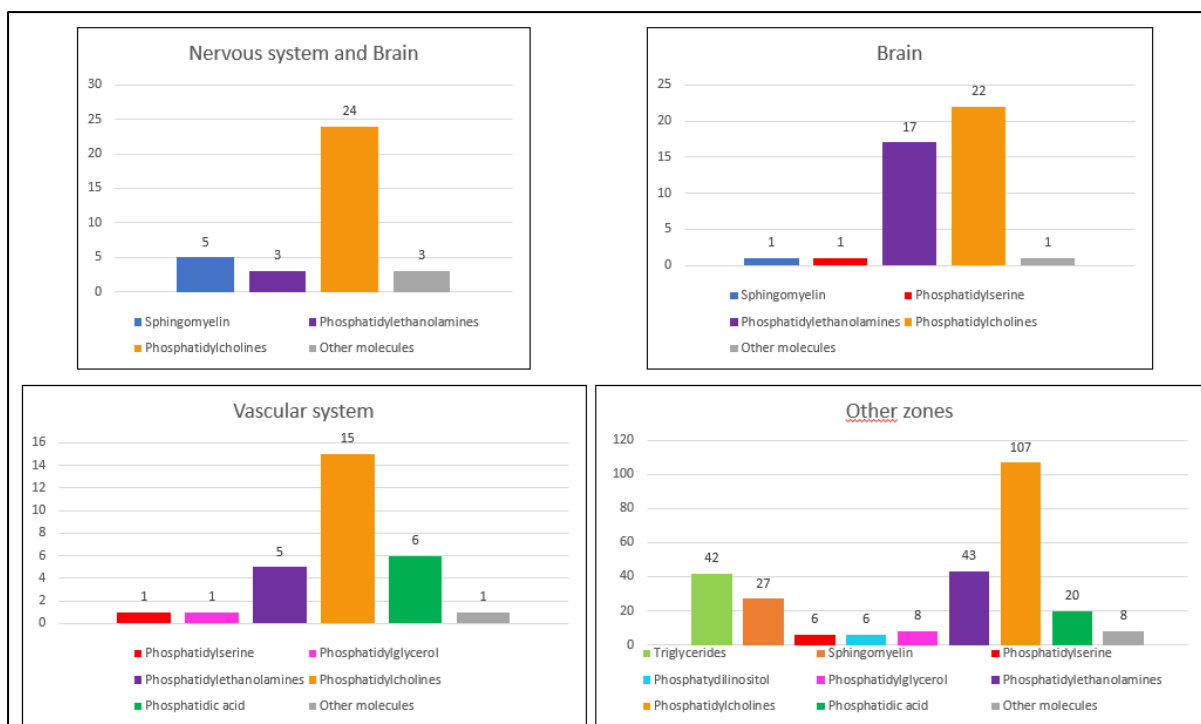 Nervous system and Brain
30
25
20
15
10
5
0
5
3
24
3
Sphingomyelin
Phosphatidylethanolamines
Phosphatidylcholines
Other molecules
Brain
25
20
15
10
5
0
1
1
17
22
1
Sphingomyelin
Phosphatidylserine
Phosphatidylethanolamines
Phosphatidylcholines
Other molecules
Vascular system
16
14
12
10
8
6
4
2
0
1
1
5
15
6
1
Phosphatidylserine
Phosphatidylglycerol
Phosphatidylethanolamines
Phosphatidylcholines
Phosphatidic acid
Other molecules
Other zones
120
100
80
60
40
20
0
42
27
6
6
8
43
107
20
8
Triglycerides
Sphingomyelin
Phosphatidylserine
Phosphatydilinositol
Phosphatidylglycerol
Phosphatidylethanolamines
Phosphatidylcholines
Phosphatidic acid
Other molecules